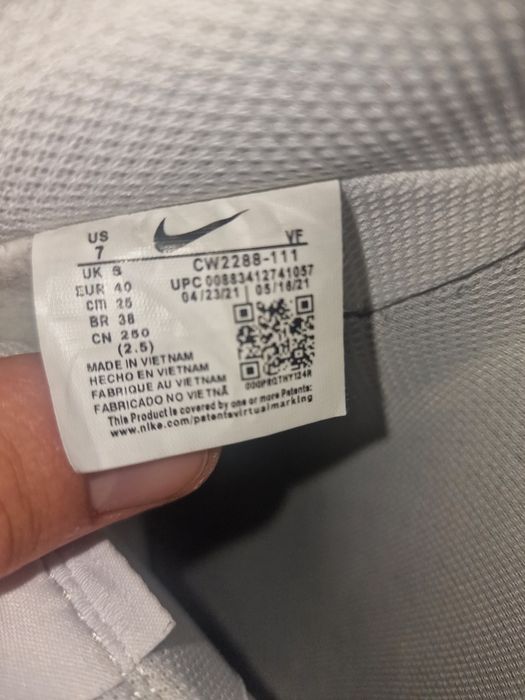 US
7
YF
UK 6
EUR 40
cm 25
BR 38
CN 250
(2.5)
CW2288-111
UPC 00883412741057
04/23/21 05/16/21
MADE IN VIETNAM
HECHO EN VIETNAM
FABRIQUE AU VIETNAM
FABRICADO NO VIETNÃ
This Product is covered by one or more Patents:
www.nike.com/patentsvirtualmarking